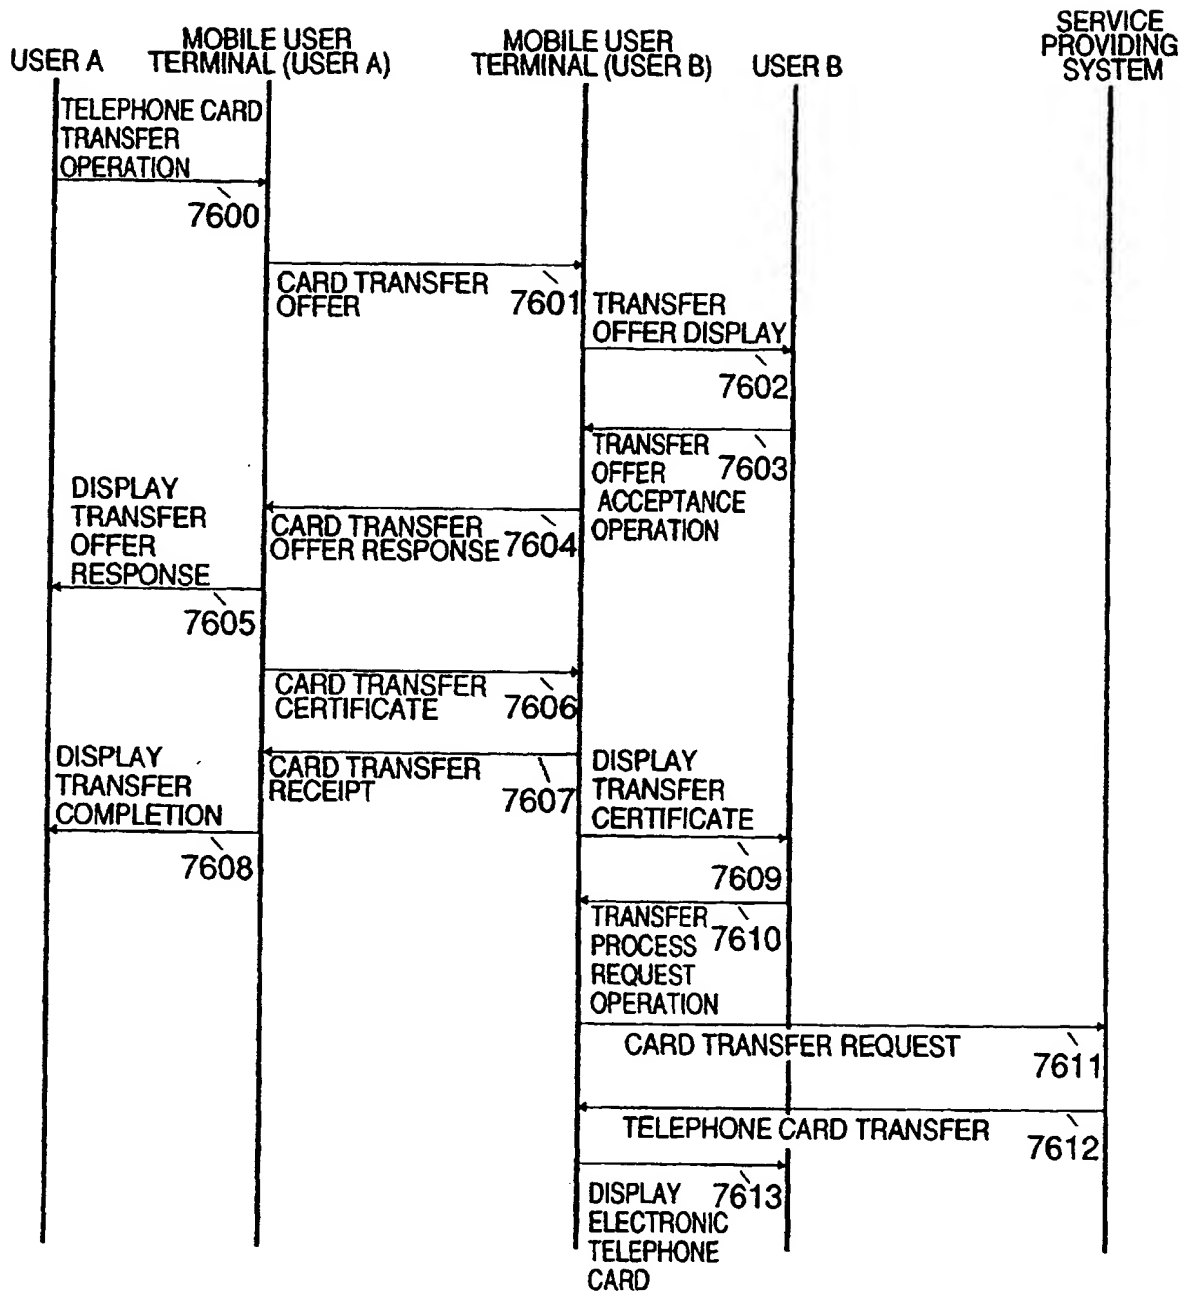 USER A
MOBILE USER
TERMINAL (USER A)
MOBILE USER
TERMINAL (USER B)
USER B
SERVICE
PROVIDING
SYSTEM
TELEPHONE CARD
TRANSFER
OPERATION
7600
CARD TRANSFER
OFFER
7601
TRANSFER
OFFER DISPLAY
7602
TRANSFER
OFFER
ACCEPTANCE
OPERATION
7603
CARD TRANSFER
OFFER RESPONSE
7604
DISPLAY
TRANSFER
OFFER
RESPONSE
7605
CARD TRANSFER
CERTIFICATE
7606
CARD TRANSFER
RECEIPT
7607
DISPLAY
TRANSFER
COMPLETION
7608
DISPLAY
TRANSFER
CERTIFICATE
7609
TRANSFER
PROCESS
REQUEST
OPERATION
7610
CARD TRANSFER REQUEST
7611
TELEPHONE CARD TRANSFER
7612
7613
DISPLAY
ELECTRONIC
TELEPHONE
CARD